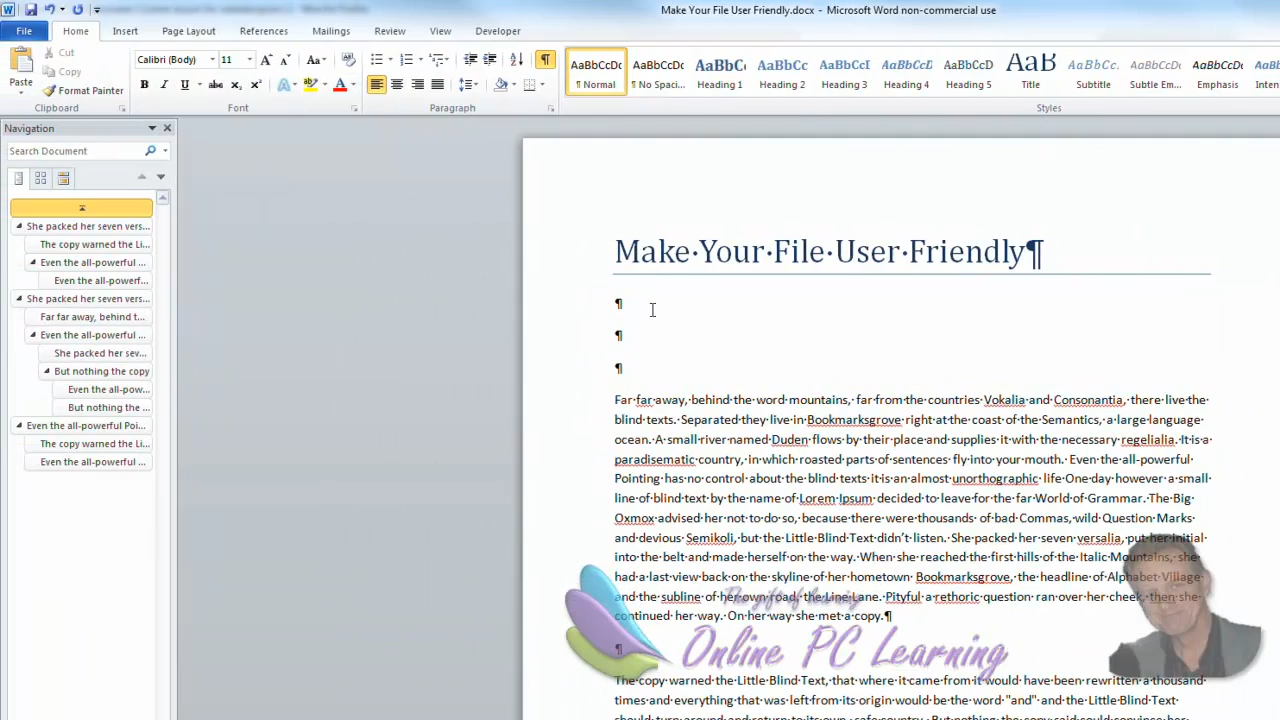 Make Your File User Friendly.docx - Microsoft Word non-commercial use
File Home Insert Page Layout References Mailings Review View Developer
Cut
Copy
Format Painter
Paste
Clipboard
Calibri (Body) 11
Font
Paragraph
AaBbCcDc AaBbCcDc AaBbC AaBbCc AaBbCcI AaBbCcD AaBbCcD AaB AaBbCc. AaBbCcDc AaBbCcDc
¶ Normal ¶ No Spaci... Heading 1 Heading 2 Heading 3 Heading 4 Heading 5 Title Subtitle Subtle Em... Emphasis Inten
Styles
Navigation
Search Document
She packed her seven vers...
The copy warned the Li...
Even the all-powerful ...
Even the all-powerf...
She packed her seven vers...
Far far away, behind t...
Even the all-powerful ...
She packed her sev...
But nothing the copy
Even the all-pow...
But nothing the...
Even the all-powerful Poi...
The copy warned the Li...
Even the all-powerful ...
Make·Your·File·User·Friendly¶
¶
¶
¶
Far·far·away,·behind·the·word·mountains,·far·from·the·countries·Vokalia·and·Consonantia,·there·live·the·
blind·texts.·Separated·they·live·in·Bookmarksgrove·right·at·the·coast·of·the·Semantics,·a·large·language·
ocean.·A·small·river·named·Duden·flows·by·their·place·and·supplies·it·with·the·necessary·regelialia.·It·is·a·
paradisematic·country,·in·which·roasted·parts·of·sentences·fly·into·your·mouth.·Even·the·all-powerful·
Pointing·has·no·control·about·the·blind·texts·it·is·an·almost·unorthographic·life·One·day·however·a·small·
line·of·blind·text·by·the·name·of·Lorem·Ipsum·decided·to·leave·for·the·far·World·of·Grammar.·The·Big·
Oxmox·advised·her·not·to·do·so,·because·there·were·thousands·of·bad·Commas,·wild·Question·Marks·
and·devious·Semikoli,·but·the·Little·Blind·Text·didn't·listen.·She·packed·her·seven·versalia,·put·her·initial·
into·the·belt·and·made·herself·on·the·way.·When·she·reached·the·first·hills·of·the·Italic·Mountains,·she·
had·a·last·view·back·on·the·skyline·of·her·hometown·Bookmarksgrove,·the·headline·of·Alphabet·Village·
and·the·subline·of·her·own·road,·the·Line·Lane.·Pityful·a·rethoric·question·ran·over·her·cheek,·then·she·
continued·her·way.·On·her·way·she·met·a·copy.¶
The gift of learning
Online PC Learning
¶
The·copy·warned·the·Little·Blind·Text,·that·where·it·came·from·it·would·have·been·rewritten·a·thousand·
times·and·everything·that·was·left·from·its·origin·would·be·the·word·"and"·and·the·Little·Blind·Text·